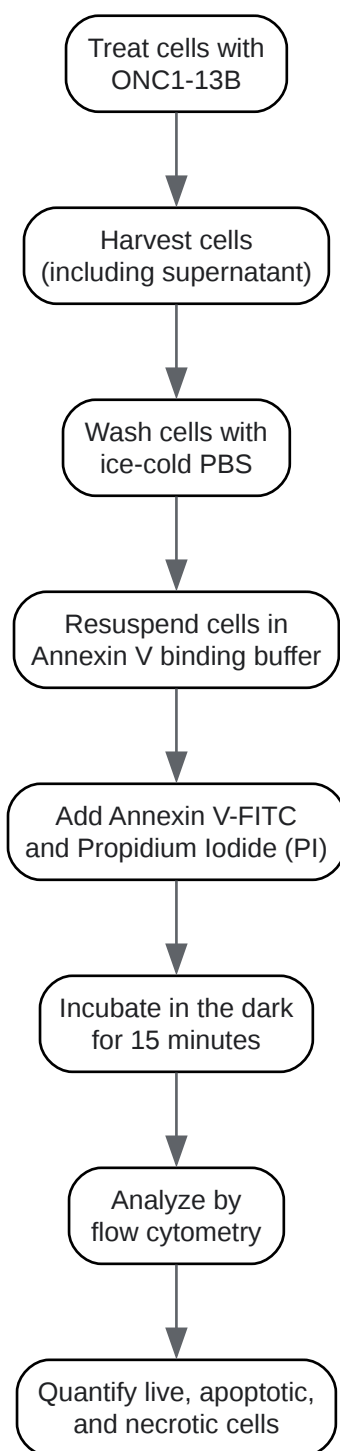 Treat cells with
ONC1-13B
Harvest cells
(including supernatant)
Wash cells with
ice-cold PBS
Resuspend cells in
Annexin V binding buffer
Add Annexin V-FITC
and Propidium Iodide (PI)
Incubate in the dark
for 15 minutes
Analyze by
flow cytometry
Quantify live, apoptotic,
and necrotic cells